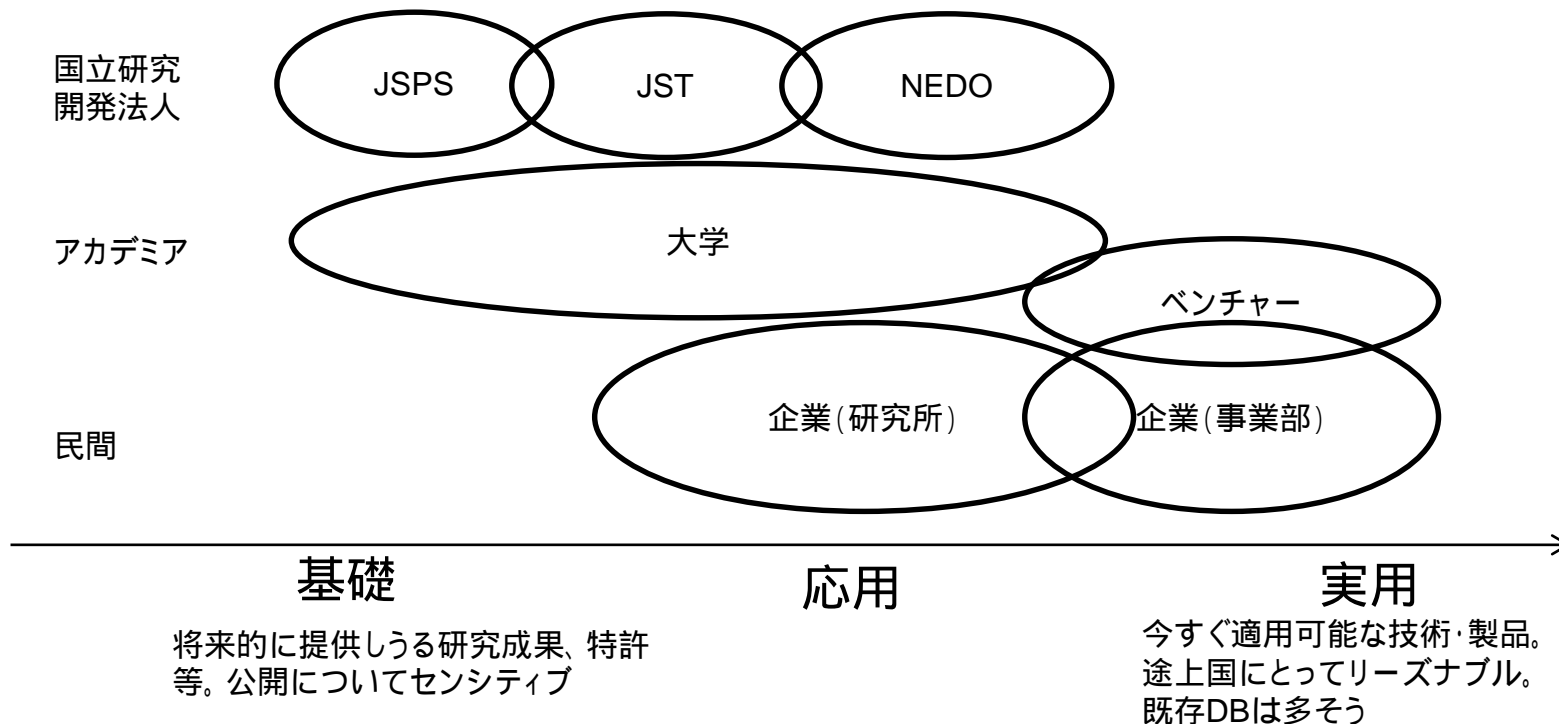 国立研究
開発法人
JSPS
JST
NEDO
アカデミア
大学
ベンチャー
民間
企業(研究所)
企業(事業部)
基礎
応用
実用
将来的に提供しうる研究成果、特許
等。公開についてセンシティブ
今すぐ適用可能な技術・製品。
途上国にとってリーズナブル。
既存DBは多そう